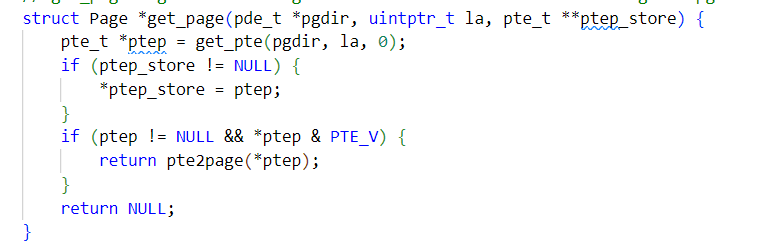 struct Page *get_page(pde_t *pgdir, uintptr_t la, pte_t **ptep_store) {
    pte_t *ptep = get_pte(pgdir, la, 0);
    if (ptep_store != NULL) {
        *ptep_store = ptep;
    }
    if (ptep != NULL && *ptep & PTE_V) {
        return pte2page(*ptep);
    }
    return NULL;
}